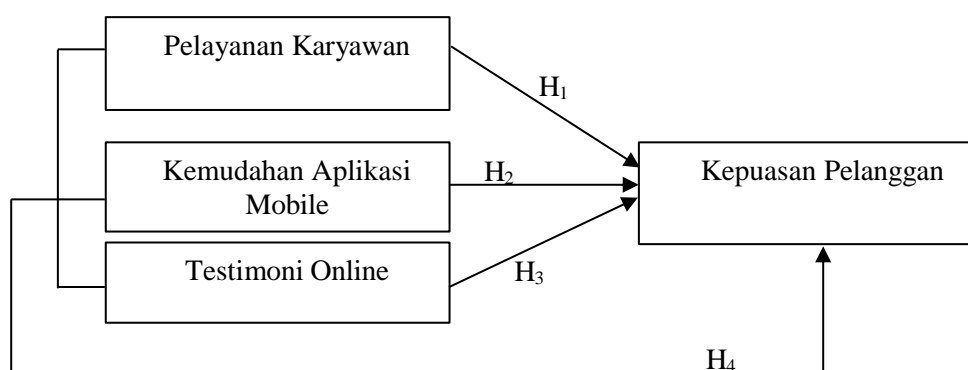 Pelayanan Karyawan
H₁
Kemudahan Aplikasi
Mobile
H₂
Kepuasan Pelanggan
Testimoni Online
H₃
H₄